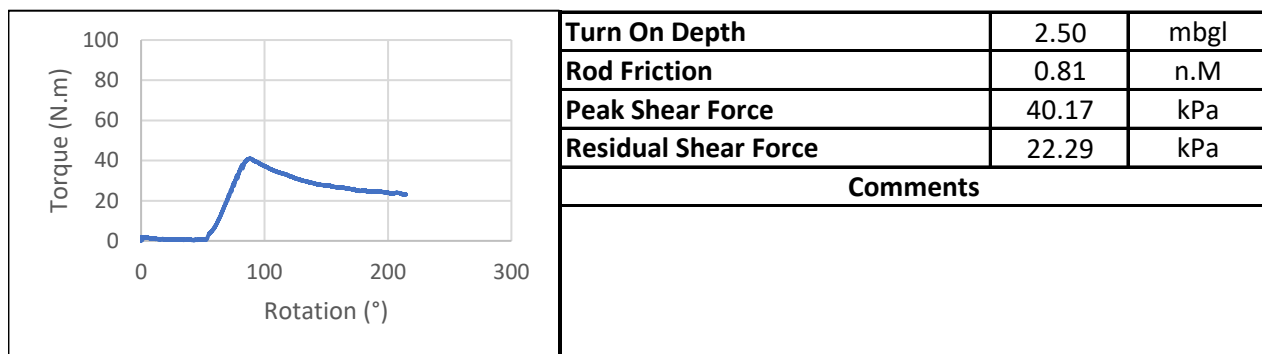 100
80
60
40
20
0
0 100 200 300
Torque (N.m)
Rotation (°)
Turn On Depth 2.50 mbgl
Rod Friction 0.81 n.M
Peak Shear Force 40.17 kPa
Residual Shear Force 22.29 kPa
Comments